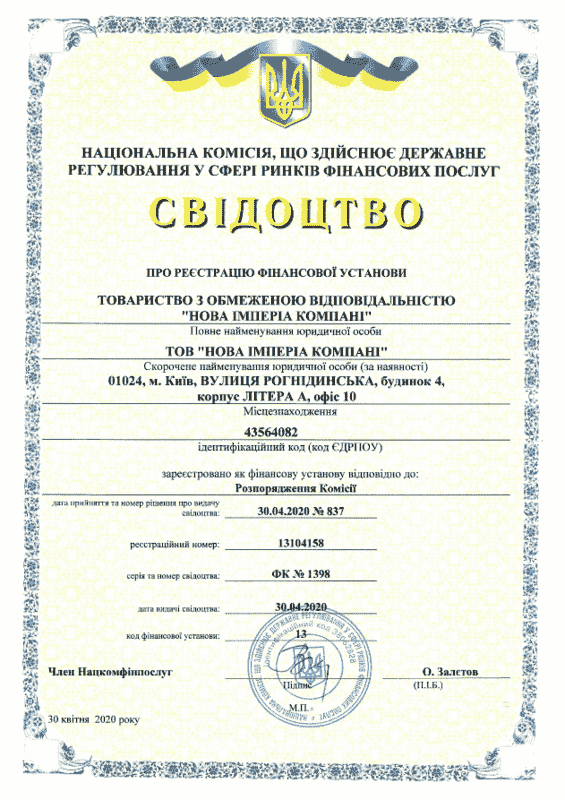 НАЦІОНАЛЬНА КОМІСІЯ, ЩО ЗДІЙСНЮЄ ДЕРЖАВНЕ
РЕГУЛЮВАННЯ У СФЕРІ РИНКІВ ФІНАНСОВИХ ПОСЛУГ
СВІДОЦТВО
ПРО РЕЄСТРАЦІЮ ФІНАНСОВОЇ УСТАНОВИ
ТОВАРИСТВО З ОБМЕЖЕНОЮ ВІДПОВІДАЛЬНІСТЮ
"НОВА ІМПЕРІА КОМПАНІ"
Повне найменування юридичної особи
ТОВ "НОВА ІМПЕРІА КОМПАНІ"
Скорочене найменування юридичної особи (за наявності)
01024, м. Київ, ВУЛИЦЯ РОГНІДИНСЬКА, будинок 4,
корпус ЛІТЕРА А, офіс 10
Місцезнаходження
43564082
ідентифікаційний код (код ЄДРПОУ)
зареєстровано як фінансову установу відповідно до:
Розпорядження Комісії
дата прийняття та номер рішення про видачу
свідоцтва: 30.04.2020 № 837
реєстраційний номер: 13104158
серія та номер свідоцтва: ФК № 1398
дата видачі свідоцтва: 30.04.2020
код фінансової установи: 13
Член Нацкомфінпослуг
О. Залєтов
Підпис
(П.І.Б.)
М.П.
30 квітня 2020 року